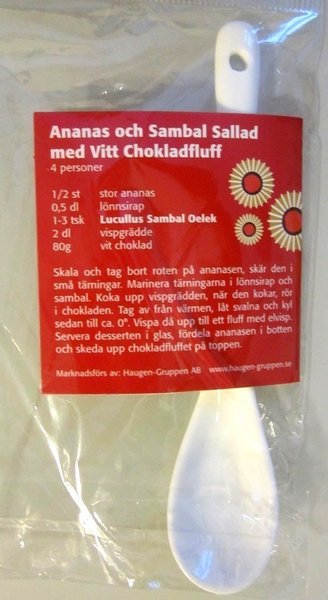 Ananas och Sambal Sallad
med Vitt Chokladfluff
4 personer
1/2 st stor ananas
0,5 dl lönnsirap
1-3 tsk Lucullus Sambal Oelek
2 dl vispgrädde
80g vit choklad
Skala och tag bort roten på ananasen, skär den i
små tärningar. Marinera tärningarna i lönnsirap och
sambal. Koka upp vispgrädden, när den kokar, rör
i chokladen. Tag av från värmen, låt svalna och kyl
sedan till ca. 0°. Vispa då upp till ett fluff med elvisp.
Servera desserten i glas, fördela ananasen i botten
och skeda upp chokladfluffet på toppen.
Marknadsförs av: Haugen-Gruppen AB www.haugen-gruppen.se